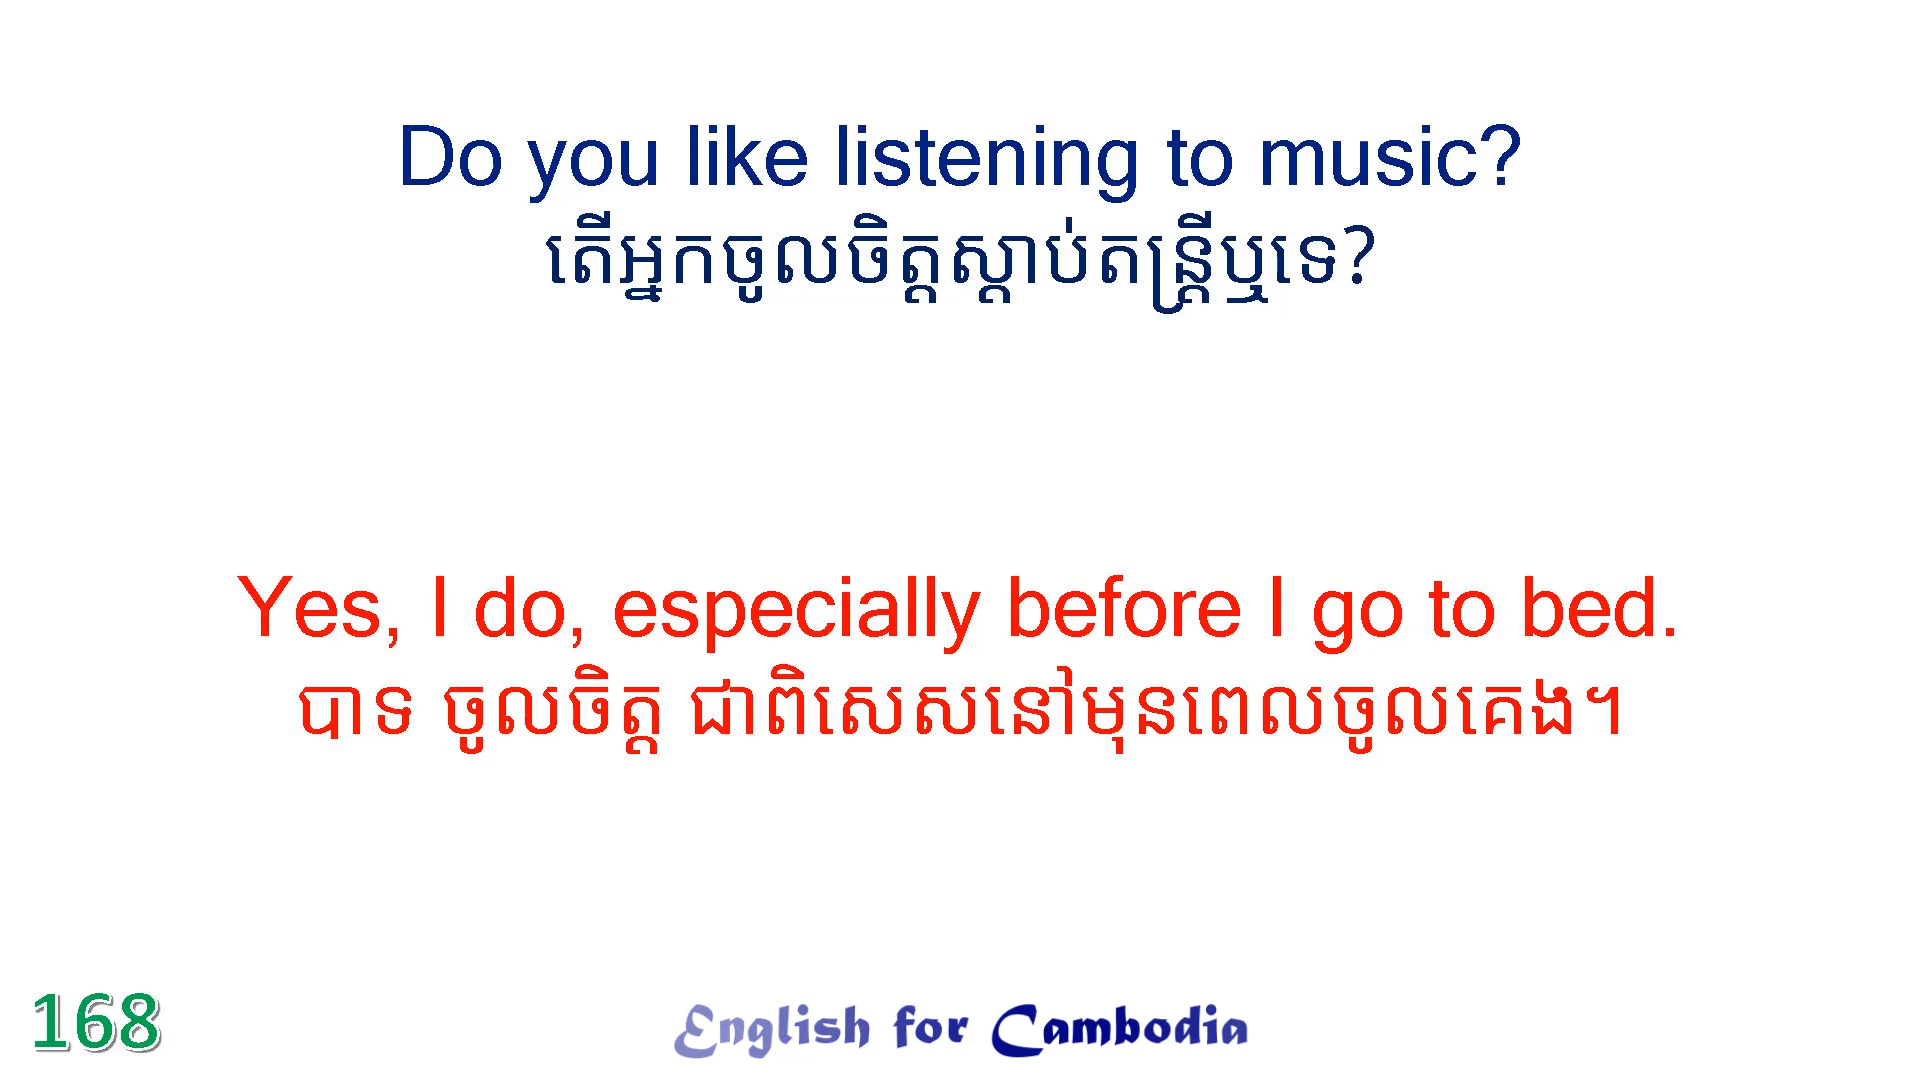 Do you like listening to music?
តើអ្នកចូលចិត្តស្តាប់តន្ត្រីឬទេ?
Yes, I do, especially before I go to bed.
បាទ ចូលចិត្ត ជាពិសេសនៅមុនពេលចូលគេង។
168
English for Cambodia